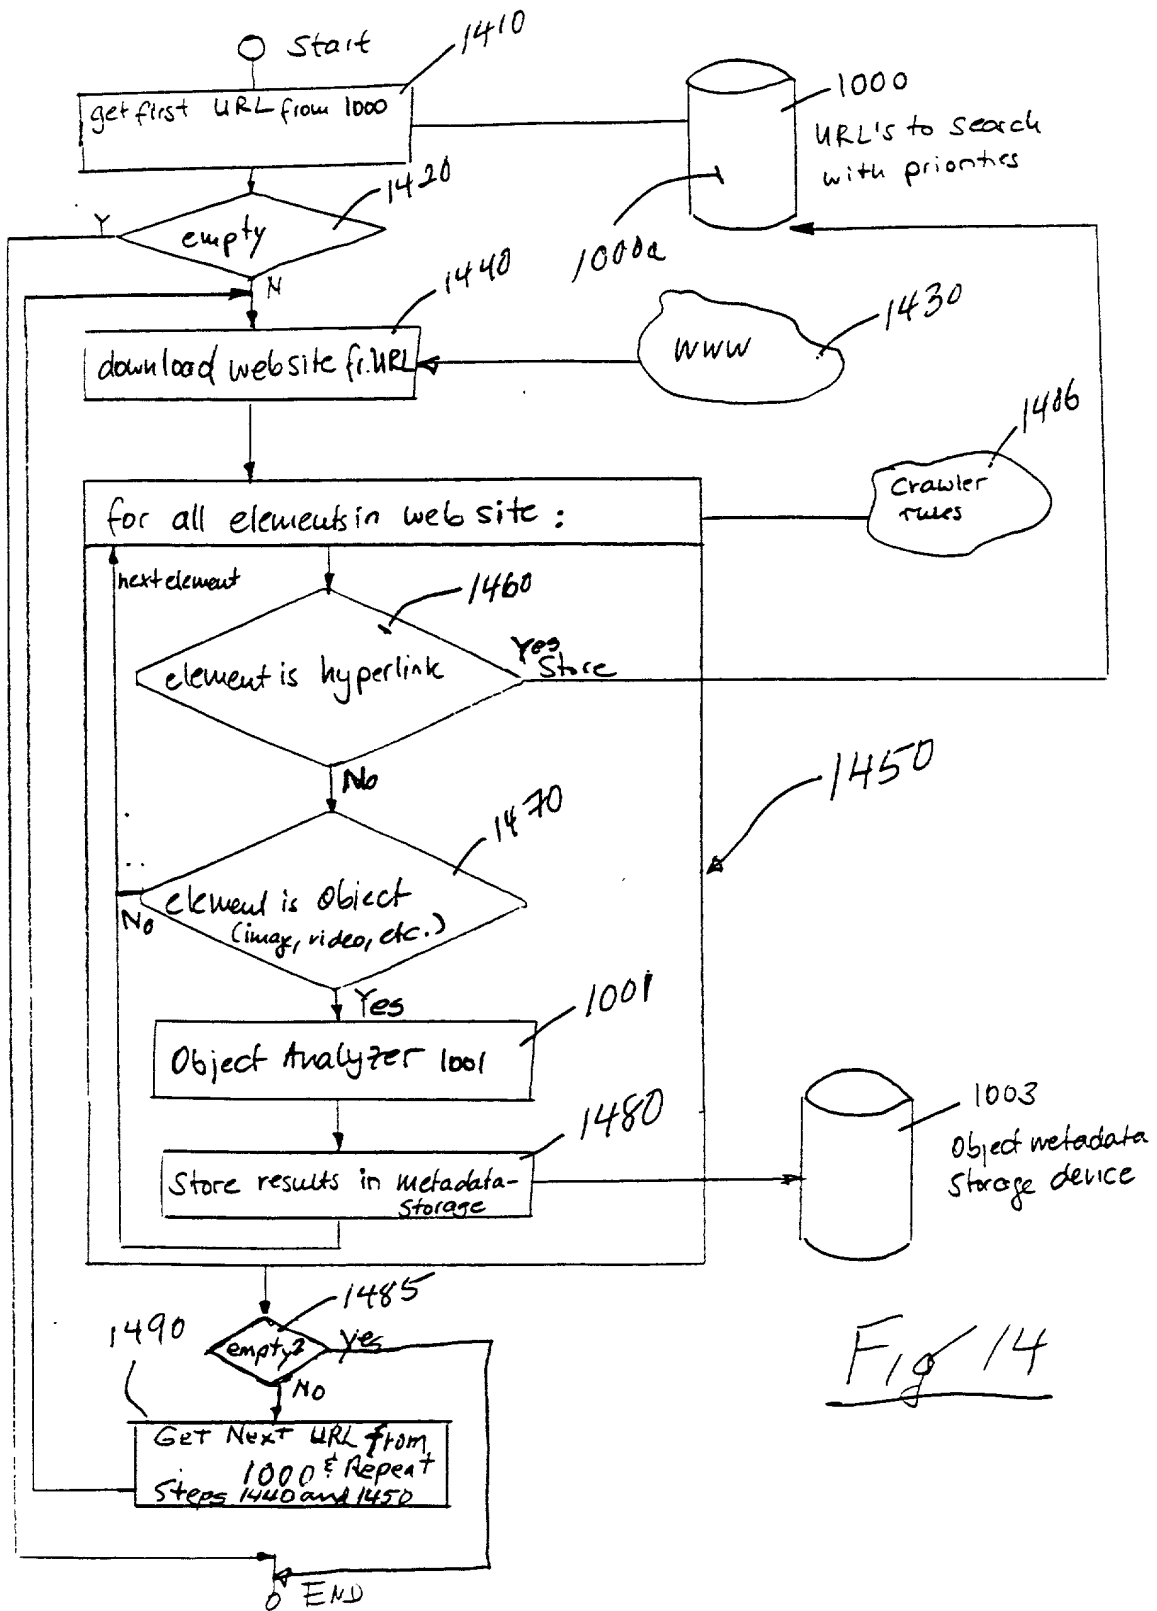 Start
1410
get first URL from 1000
1000
URL's to search
with priorities
1420
Y
empty
1000a
N
1440
1430
download website fr. URL
WWW
1406
Crawler
rules
for all elements in web site :
next element
1460
element is hyperlink
Yes
Store
No
1450
1470
element is Object
(image, video, etc.)
No
Yes
1001
Object Analyzer 1001
1480
1003
Object metadata
Storage device
Store results in metadata-
storage
1485
1490
empty?
Yes
No
Get Next URL from
1000 & Repeat
Steps 1440 and 1450
Fig 14
END